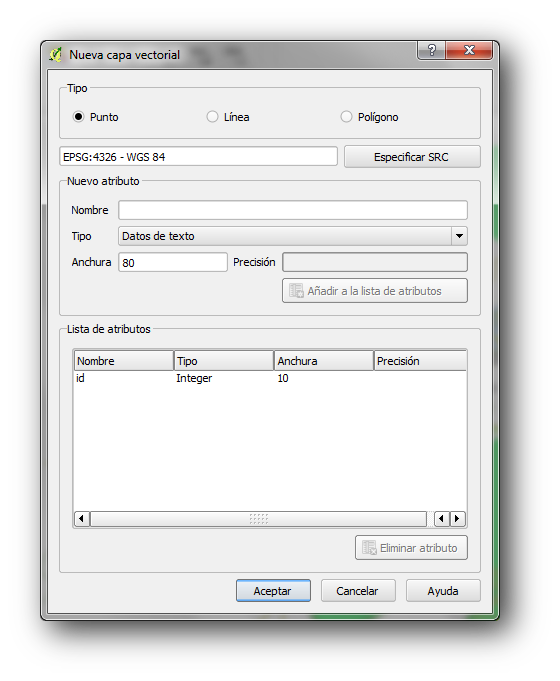 Nueva capa vectorial
Tipo
Punto Línea Polígono
EPSG:4326 - WGS 84 Especificar SRC
Nuevo atributo
Nombre
Tipo Datos de texto
Anchura 80 Precisión
Añadir a la lista de atributos
Lista de atributos
Nombre Tipo Anchura Precisión
id Integer 10
Eliminar atributo
Aceptar Cancelar Ayuda